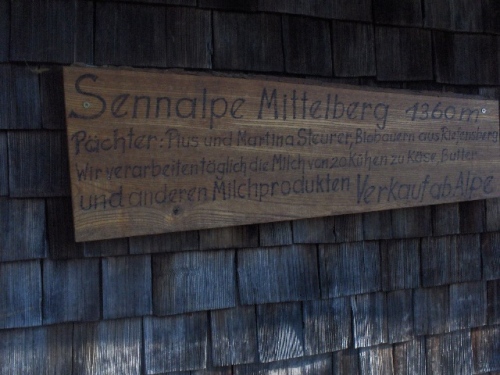 Sennalpe Mittelberg 1360 m
Pächter: Pius und Martina Steurer, Biobauern aus Riefensberg
Wir verarbeiten täglich die Milch von 20 Kühen zu Käse Butter
und anderen Milchprodukten Verkauf ab Alpe